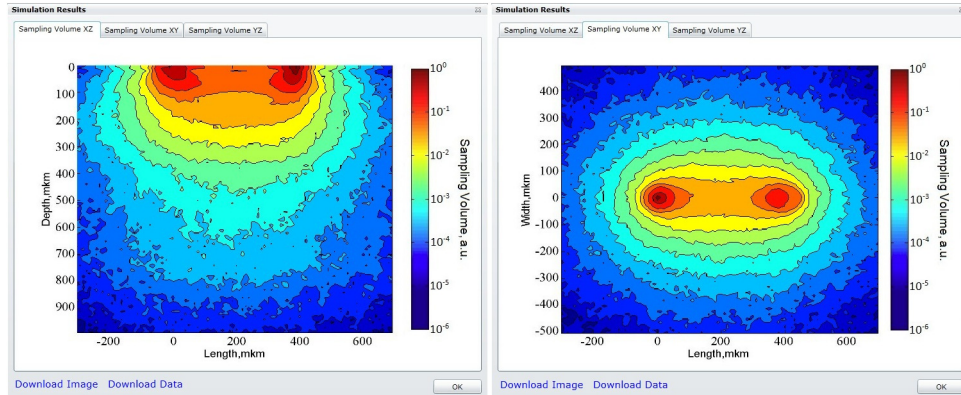 Simulation Results
Sampling Volume XZ Sampling Volume XY Sampling Volume YZ
0
100
200
300
400
500
600
700
800
900
Depth,mkm
-200 0 200 400 600
Length,mkm
10^0
10^-1
10^-2
10^-3
10^-4
10^-5
10^-6
Sampling Volume, a.u.
Download Image Download Data
OK
Simulation Results
Sampling Volume XZ Sampling Volume XY Sampling Volume YZ
400
300
200
100
0
-100
-200
-300
-400
-500
Width,mkm
-200 0 200 400 600
Length,mkm
10^0
10^-1
10^-2
10^-3
10^-4
10^-5
10^-6
Sampling Volume, a.u.
Download Image Download Data
OK